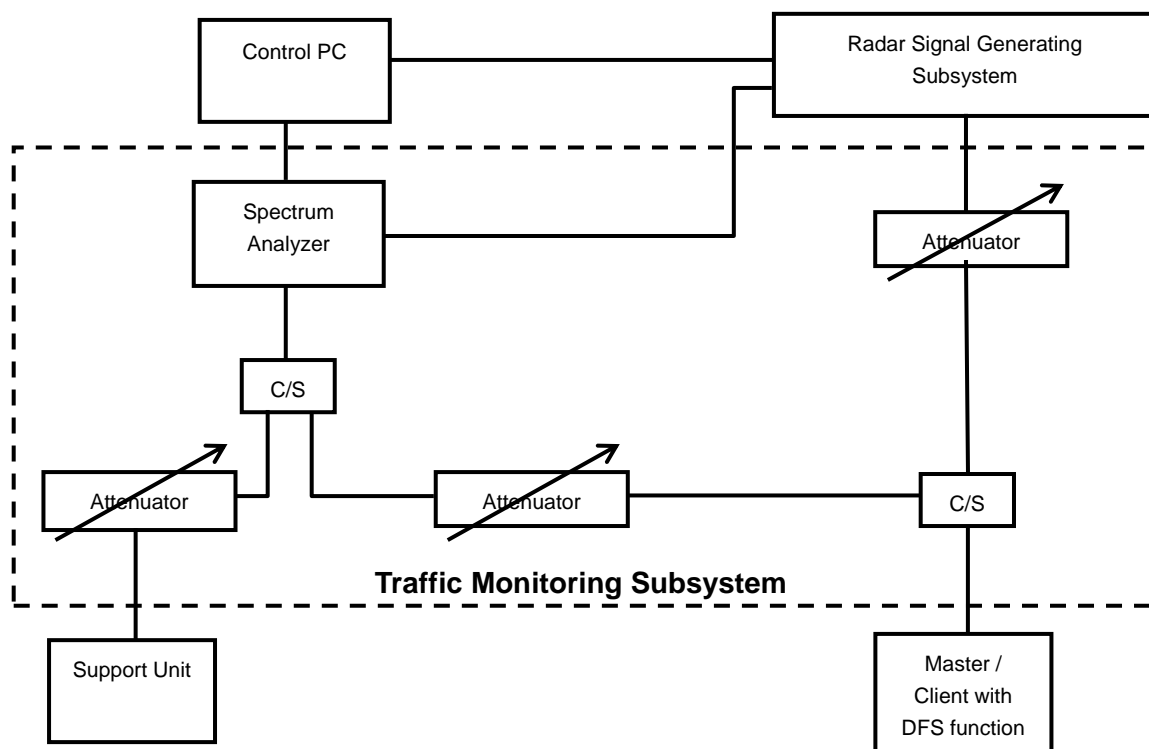 Control PC
Radar Signal Generating
Subsystem
Spectrum
Analyzer
Attenuator
C/S
Attenuator
Attenuator
C/S
Traffic Monitoring Subsystem
Support Unit
Master /
Client with
DFS function